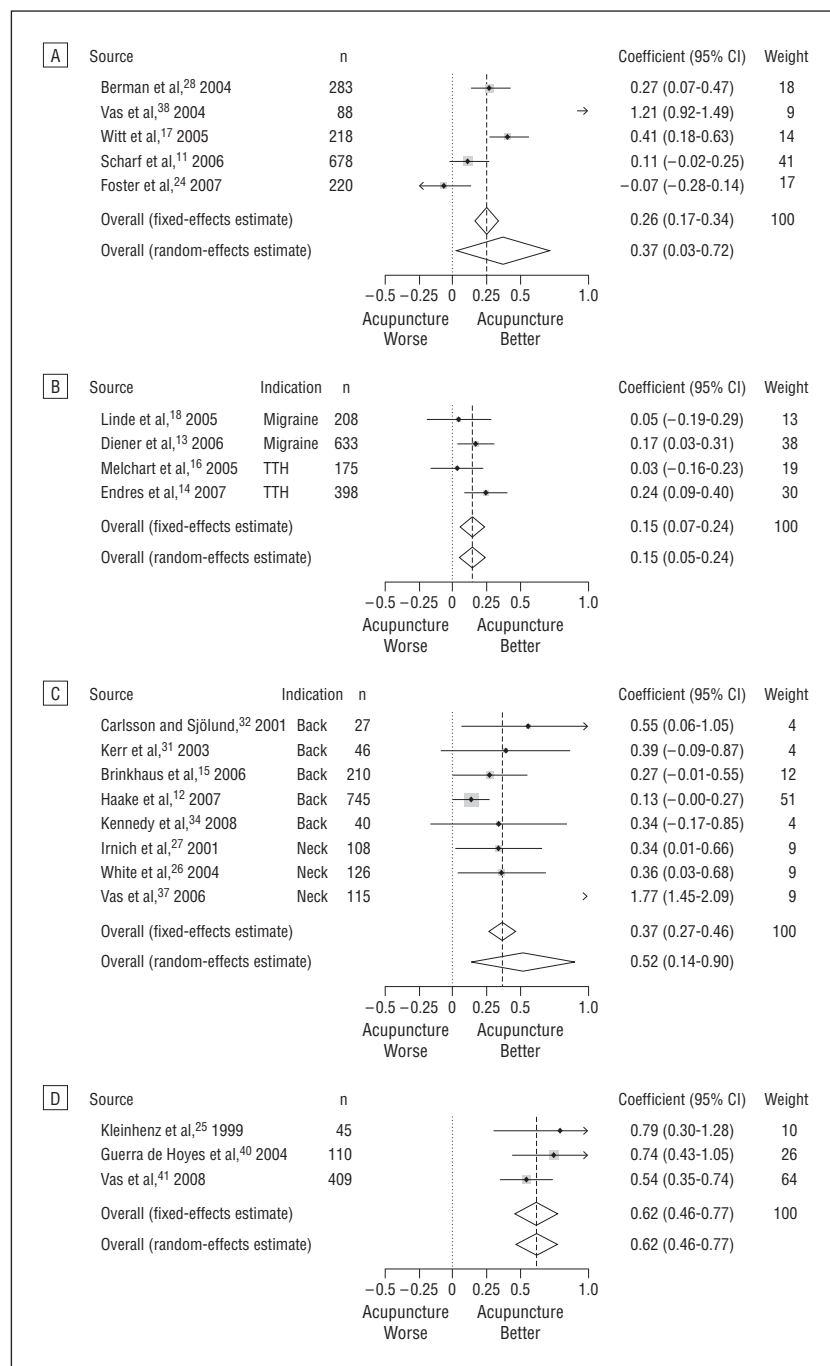 A Source n Coefficient (95% CI) Weight
Berman et al,28 2004 283 0.27 (0.07-0.47) 18
Vas et al,38 2004 88 1.21 (0.92-1.49) 9
Witt et al,17 2005 218 0.41 (0.18-0.63) 14
Scharf et al,11 2006 678 0.11 (−0.02-0.25) 41
Foster et al,24 2007 220 −0.07 (−0.28-0.14) 17
Overall (fixed-effects estimate) 0.26 (0.17-0.34) 100
Overall (random-effects estimate) 0.37 (0.03-0.72)
−0.5 −0.25 0 0.25 0.5 1.0
Acupuncture Acupuncture
Worse Better
B Source Indication n Coefficient (95% CI) Weight
Linde et al,18 2005 Migraine 208 0.05 (−0.19-0.29) 13
Diener et al,13 2006 Migraine 633 0.17 (0.03-0.31) 38
Melchart et al,16 2005 TTH 175 0.03 (−0.16-0.23) 19
Endres et al,14 2007 TTH 398 0.24 (0.09-0.40) 30
Overall (fixed-effects estimate) 0.15 (0.07-0.24) 100
Overall (random-effects estimate) 0.15 (0.05-0.24)
−0.5 −0.25 0 0.25 0.5 1.0
Acupuncture Acupuncture
Worse Better
C Source Indication n Coefficient (95% CI) Weight
Carlsson and Sjölund,32 2001 Back 27 0.55 (0.06-1.05) 4
Kerr et al,31 2003 Back 46 0.39 (−0.09-0.87) 4
Brinkhaus et al,15 2006 Back 210 0.27 (−0.01-0.55) 12
Haake et al,12 2007 Back 745 0.13 (−0.00-0.27) 51
Kennedy et al,34 2008 Back 40 0.34 (−0.17-0.85) 4
Irnich et al,27 2001 Neck 108 0.34 (0.01-0.66) 9
White et al,26 2004 Neck 126 0.36 (0.03-0.68) 9
Vas et al,37 2006 Neck 115 1.77 (1.45-2.09) 9
Overall (fixed-effects estimate) 0.37 (0.27-0.46) 100
Overall (random-effects estimate) 0.52 (0.14-0.90)
−0.5 −0.25 0 0.25 0.5 1.0
Acupuncture Acupuncture
Worse Better
D Source n Coefficient (95% CI) Weight
Kleinhenz et al,25 1999 45 0.79 (0.30-1.28) 10
Guerra de Hoyes et al,40 2004 110 0.74 (0.43-1.05) 26
Vas et al,41 2008 409 0.54 (0.35-0.74) 64
Overall (fixed-effects estimate) 0.62 (0.46-0.77) 100
Overall (random-effects estimate) 0.62 (0.46-0.77)
−0.5 −0.25 0 0.25 0.5 1.0
Acupuncture Acupuncture
Worse Better